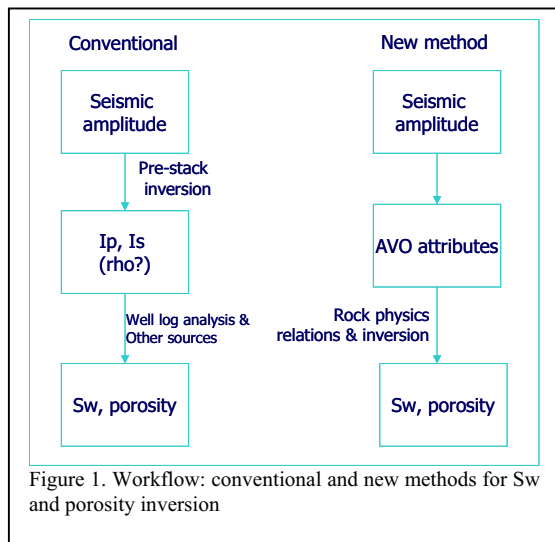 Conventional
Seismic
amplitude
Pre-stack
inversion
Ip, Is
(rho?)
Well log analysis &
Other sources
Sw, porosity
New method
Seismic
amplitude
AVO attributes
Rock physics
relations & inversion
Sw, porosity
Figure 1. Workflow: conventional and new methods for Sw
and porosity inversion